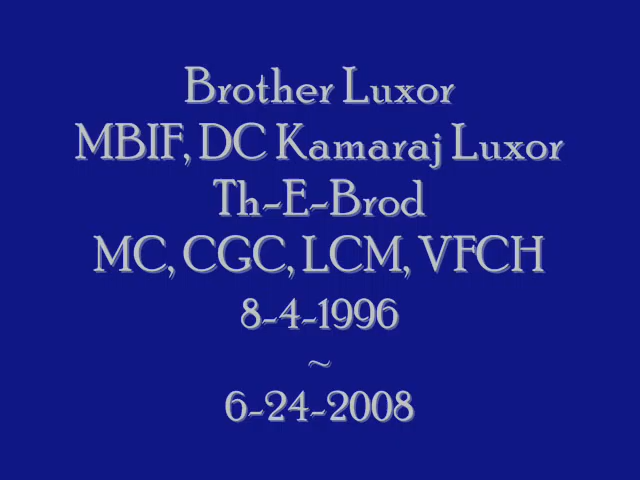 Brother Luxor
MBIF, DC Kamaraj Luxor
Th-E-Brod
MC, CGC, LCM, VFCH
8-4-1996
~
6-24-2008